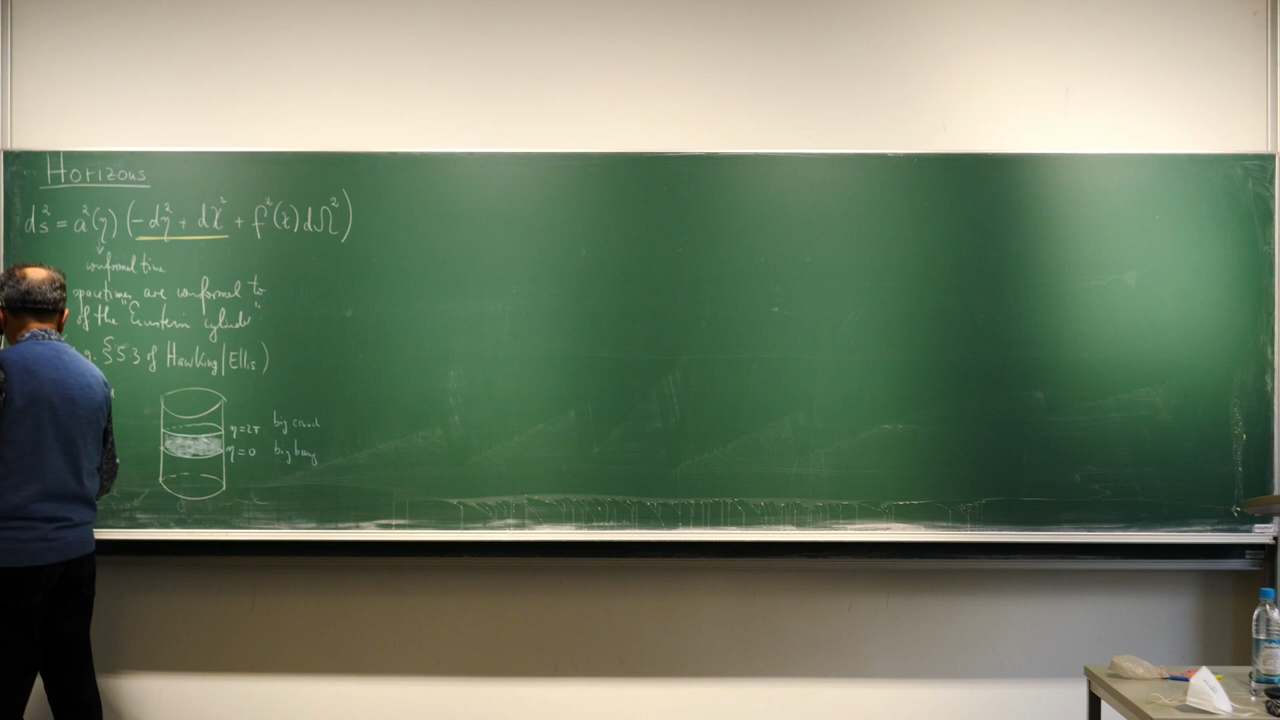 Horizons
ds² = a²(η) (-dη² + dχ² + f²(χ) dΩ²)
conformal time
spacetimes are conformal to
of the "Einstein cylinder"
g. §5.3 of Hawking/Ellis)
η=2π big crunch
η=0 big bang